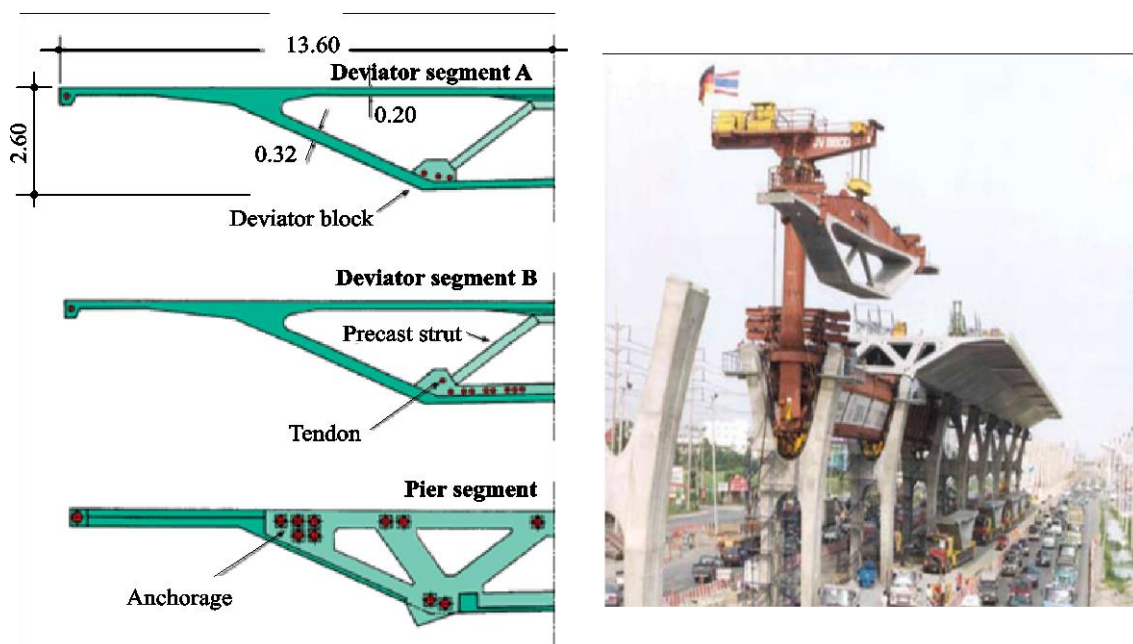 13.60
Deviator segment A
0.20
2.60
0.32
Deviator block
Deviator segment B
Precast strut
Tendon
Pier segment
Anchorage